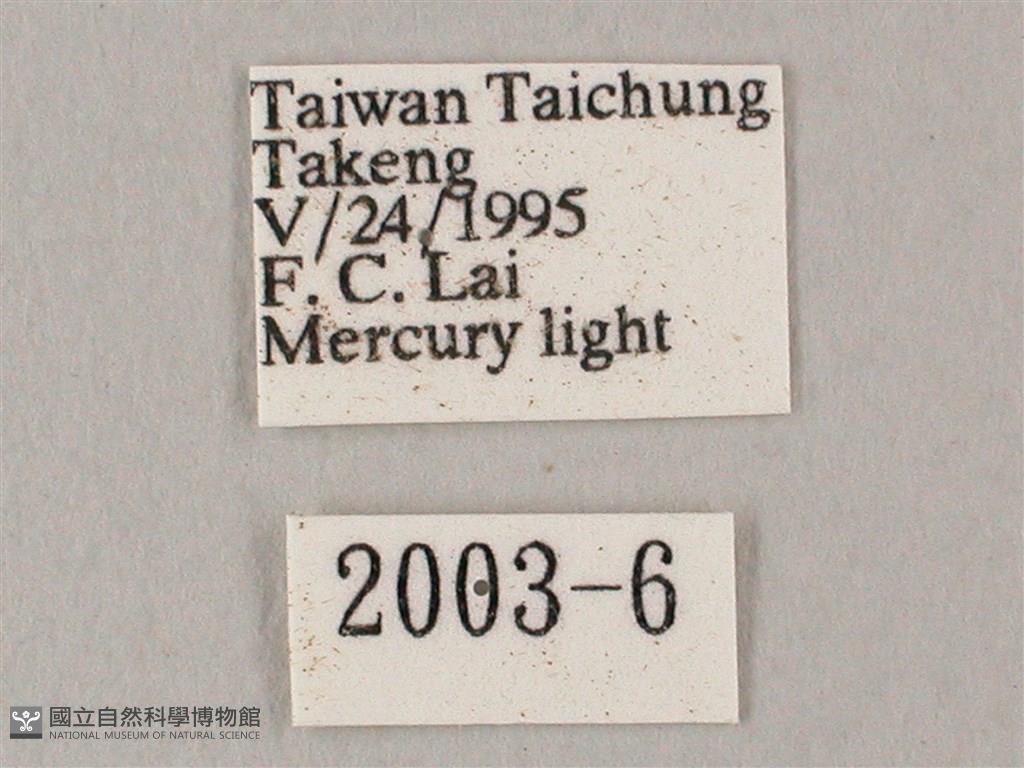 Taiwan Taichung
Takeng
V/24,/1995
F. C. Lai
Mercury light
2003-6
國立自然科學博物館
NATIONAL MUSEUM OF NATURAL SCIENCE